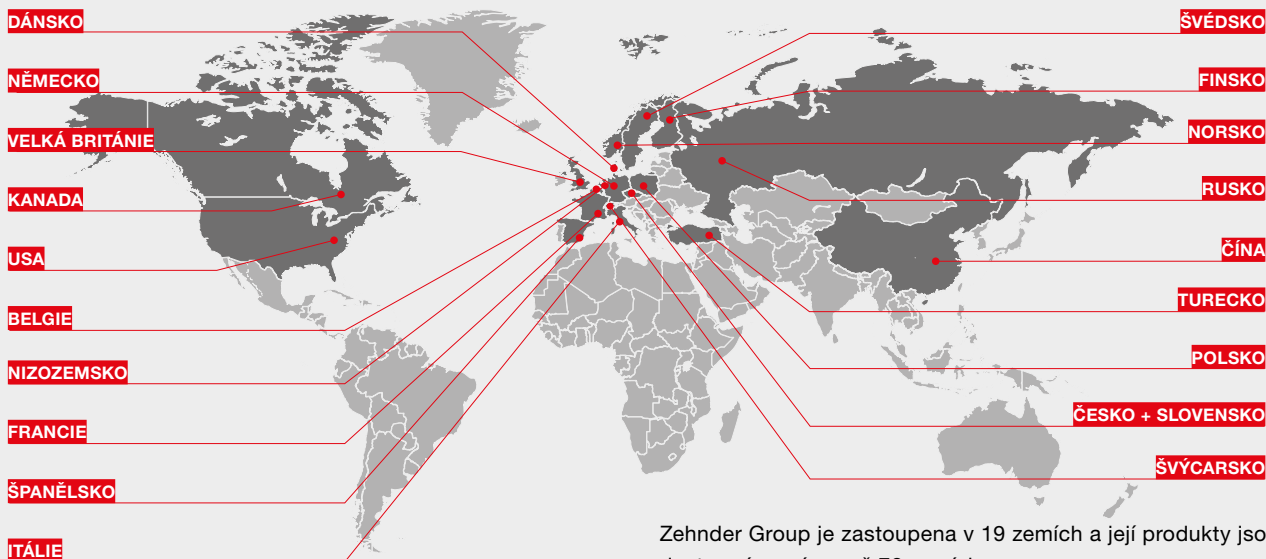 DÁNSKO
NĚMECKO
VELKÁ BRITÁNIE
KANADA
USA
BELGIE
NIZOZEMSKO
FRANCIE
ŠPANĚLSKO
ITÁLIE
ŠVÉDSKO
FINSKO
NORSKO
RUSKO
ČÍNA
TURECKO
POLSKO
ČESKO + SLOVENSKO
ŠVÝCARSKO
Zehnder Group je zastoupena v 19 zemích a její produkty jso